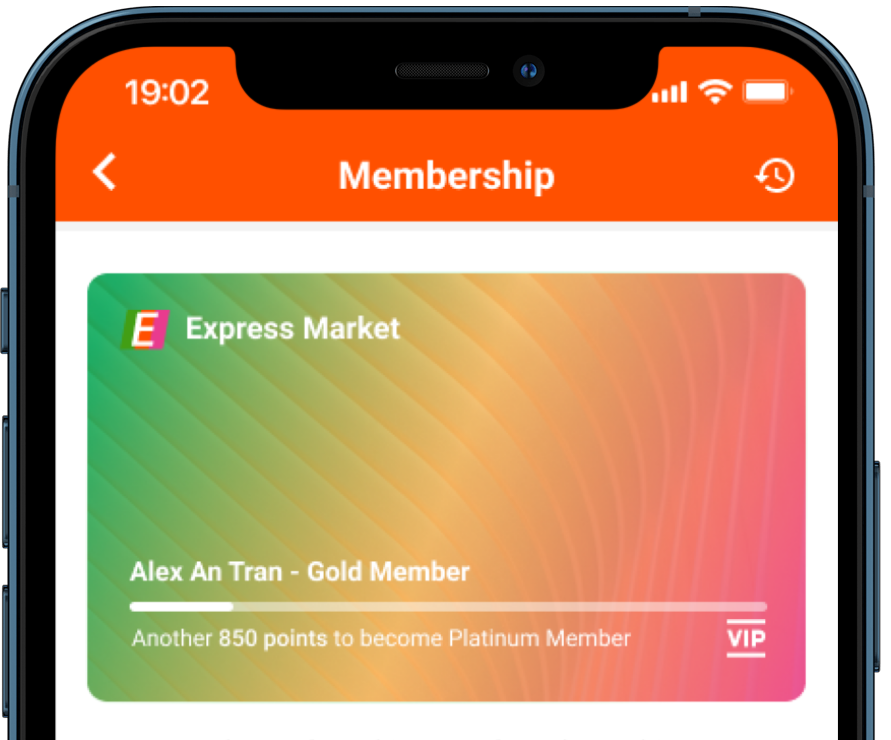 19:02
Membership
E Express Market
Alex An Tran - Gold Member
Another 850 points to become Platinum Member
VIP